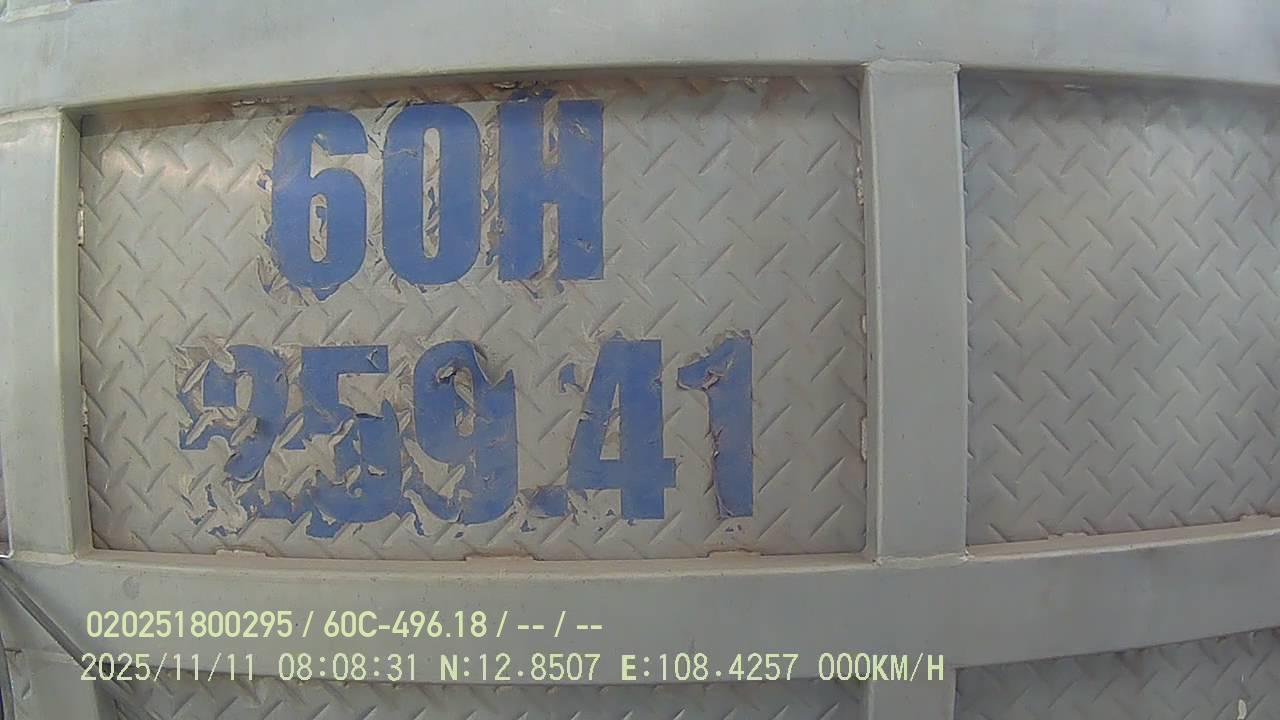 60H
259.41
020251800295 / 60C-496.18 / -- / --
2025/11/11 08:08:31 N:12.8507 E:108.4257 000KM/H